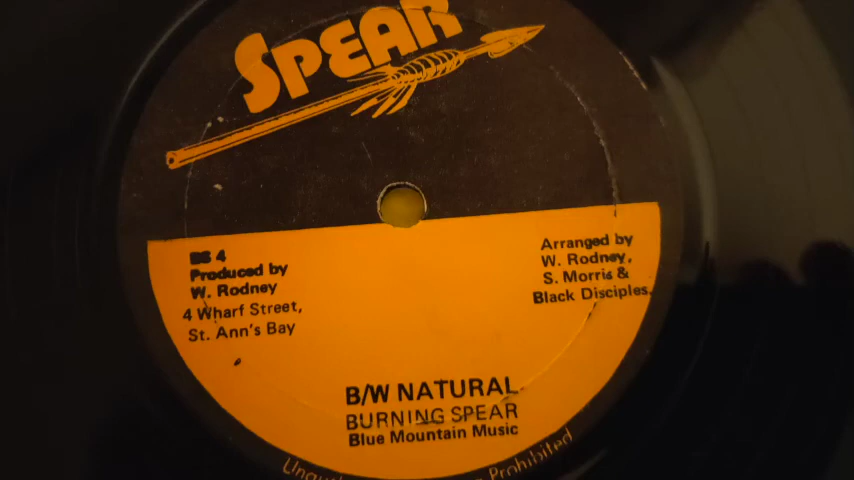 SPEAR
BS 4
Produced by
W. Rodney
4 Wharf Street,
St. Ann's Bay
Arranged by
W. Rodney,
S. Morris &
Black Disciples.
B/W NATURAL
BURNING SPEAR
Blue Mountain Music
Prohibited